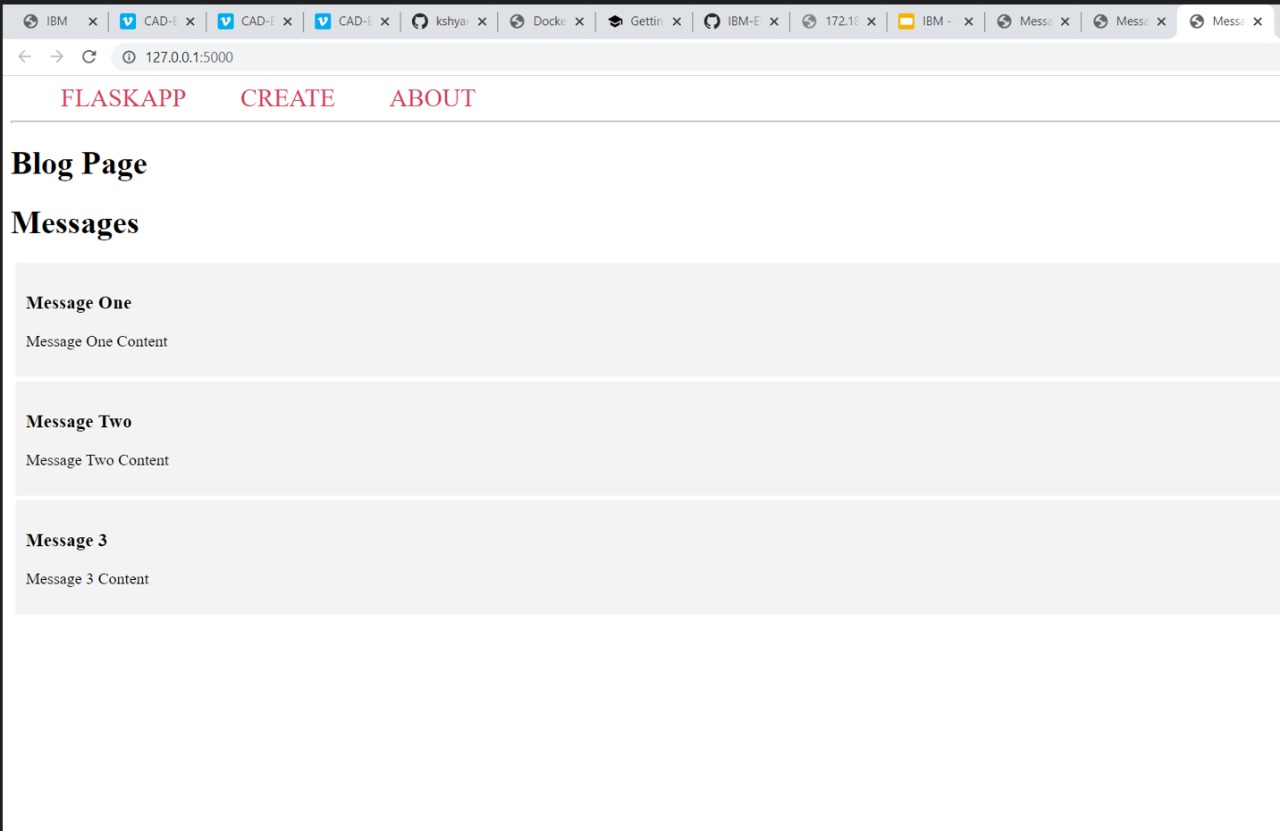 IBM CAD-E CAD-E CAD-E kshya Docke Gettin IBM-E 172.18 IBM - Messa Messa Messa
127.0.0.1:5000
FLASKAPP CREATE ABOUT
Blog Page
Messages
Message One
Message One Content
Message Two
Message Two Content
Message 3
Message 3 Content